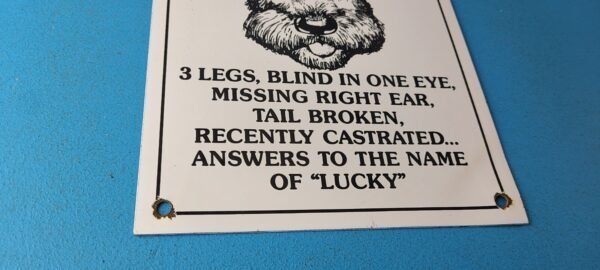 3 LEGS, BLIND IN ONE EYE,
MISSING RIGHT EAR,
TAIL BROKEN,
RECENTLY CASTRATED...
ANSWERS TO THE NAME
OF “LUCKY”